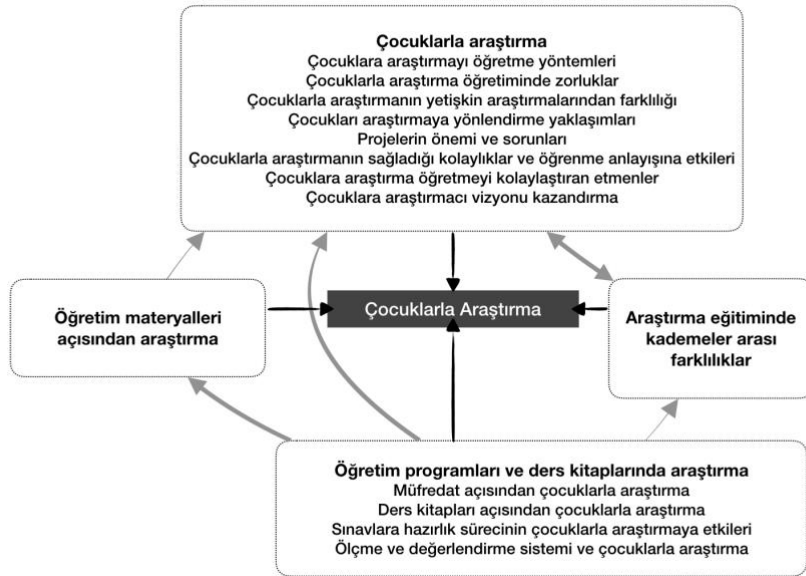 Çocuklarla araştırma
Çocuklara araştırmayı öğretme yöntemleri
Çocuklarla araştırma öğretiminde zorluklar
Çocuklarla araştırmanın yetişkin araştırmalarından farklılığı
Çocukları araştırmaya yönlendirme yaklaşımları
Projelerin önemi ve sorunları
Çocuklarla araştırmanın sağladığı kolaylıklar ve öğrenme anlayışına etkileri
Çocuklara araştırma öğretmeyi kolaylaştıran etmenler
Çocuklara araştırmacı vizyonu kazandırma
Öğretim materyalleri
açısından araştırma
Çocuklarla Araştırma
Araştırma eğitiminde
kademeler arası
farklılıklar
Öğretim programları ve ders kitaplarında araştırma
Müfredat açısından çocuklarla araştırma
Ders kitapları açısından çocuklarla araştırma
Sınavlara hazırlık sürecinin çocuklarla araştırmaya etkileri
Ölçme ve değerlendirme sistemi ve çocuklarla araştırma